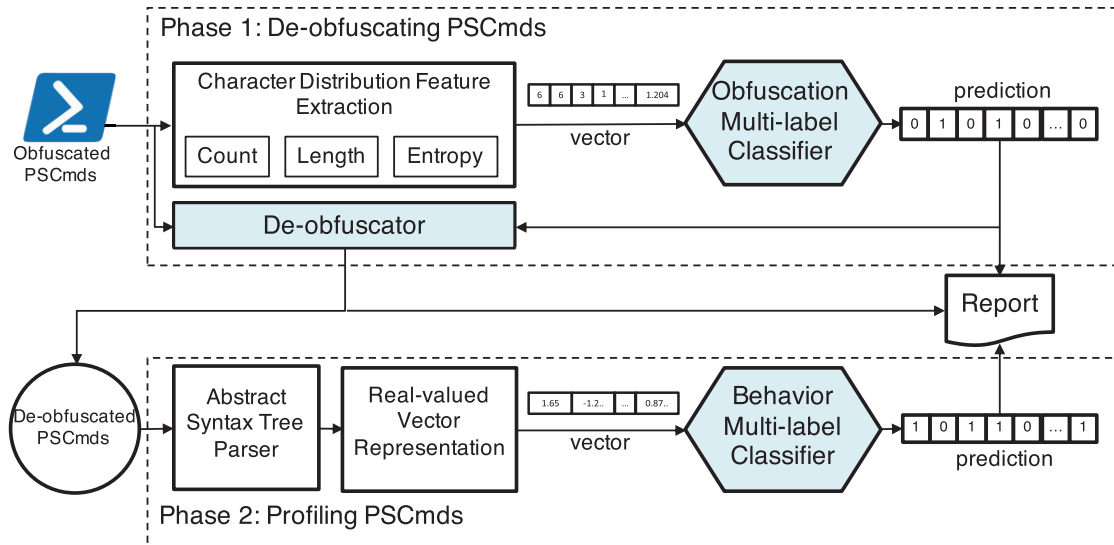 Phase 1: De-obfuscating PSCmds
Obfuscated
PSCmds
Character Distribution Feature
Extraction
Count
Length
Entropy
6 6 3 1 ... 1.204
vector
Obfuscation
Multi-label
Classifier
prediction
0 1 0 1 0 ... 0
De-obfuscator
Report
De-obfuscated
PSCmds
Abstract
Syntax Tree
Parser
Real-valued
Vector
Representation
1.65 -1.2.. ... 0.87..
vector
Behavior
Multi-label
Classifier
1 0 1 1 0 ... 1
prediction
Phase 2: Profiling PSCmds